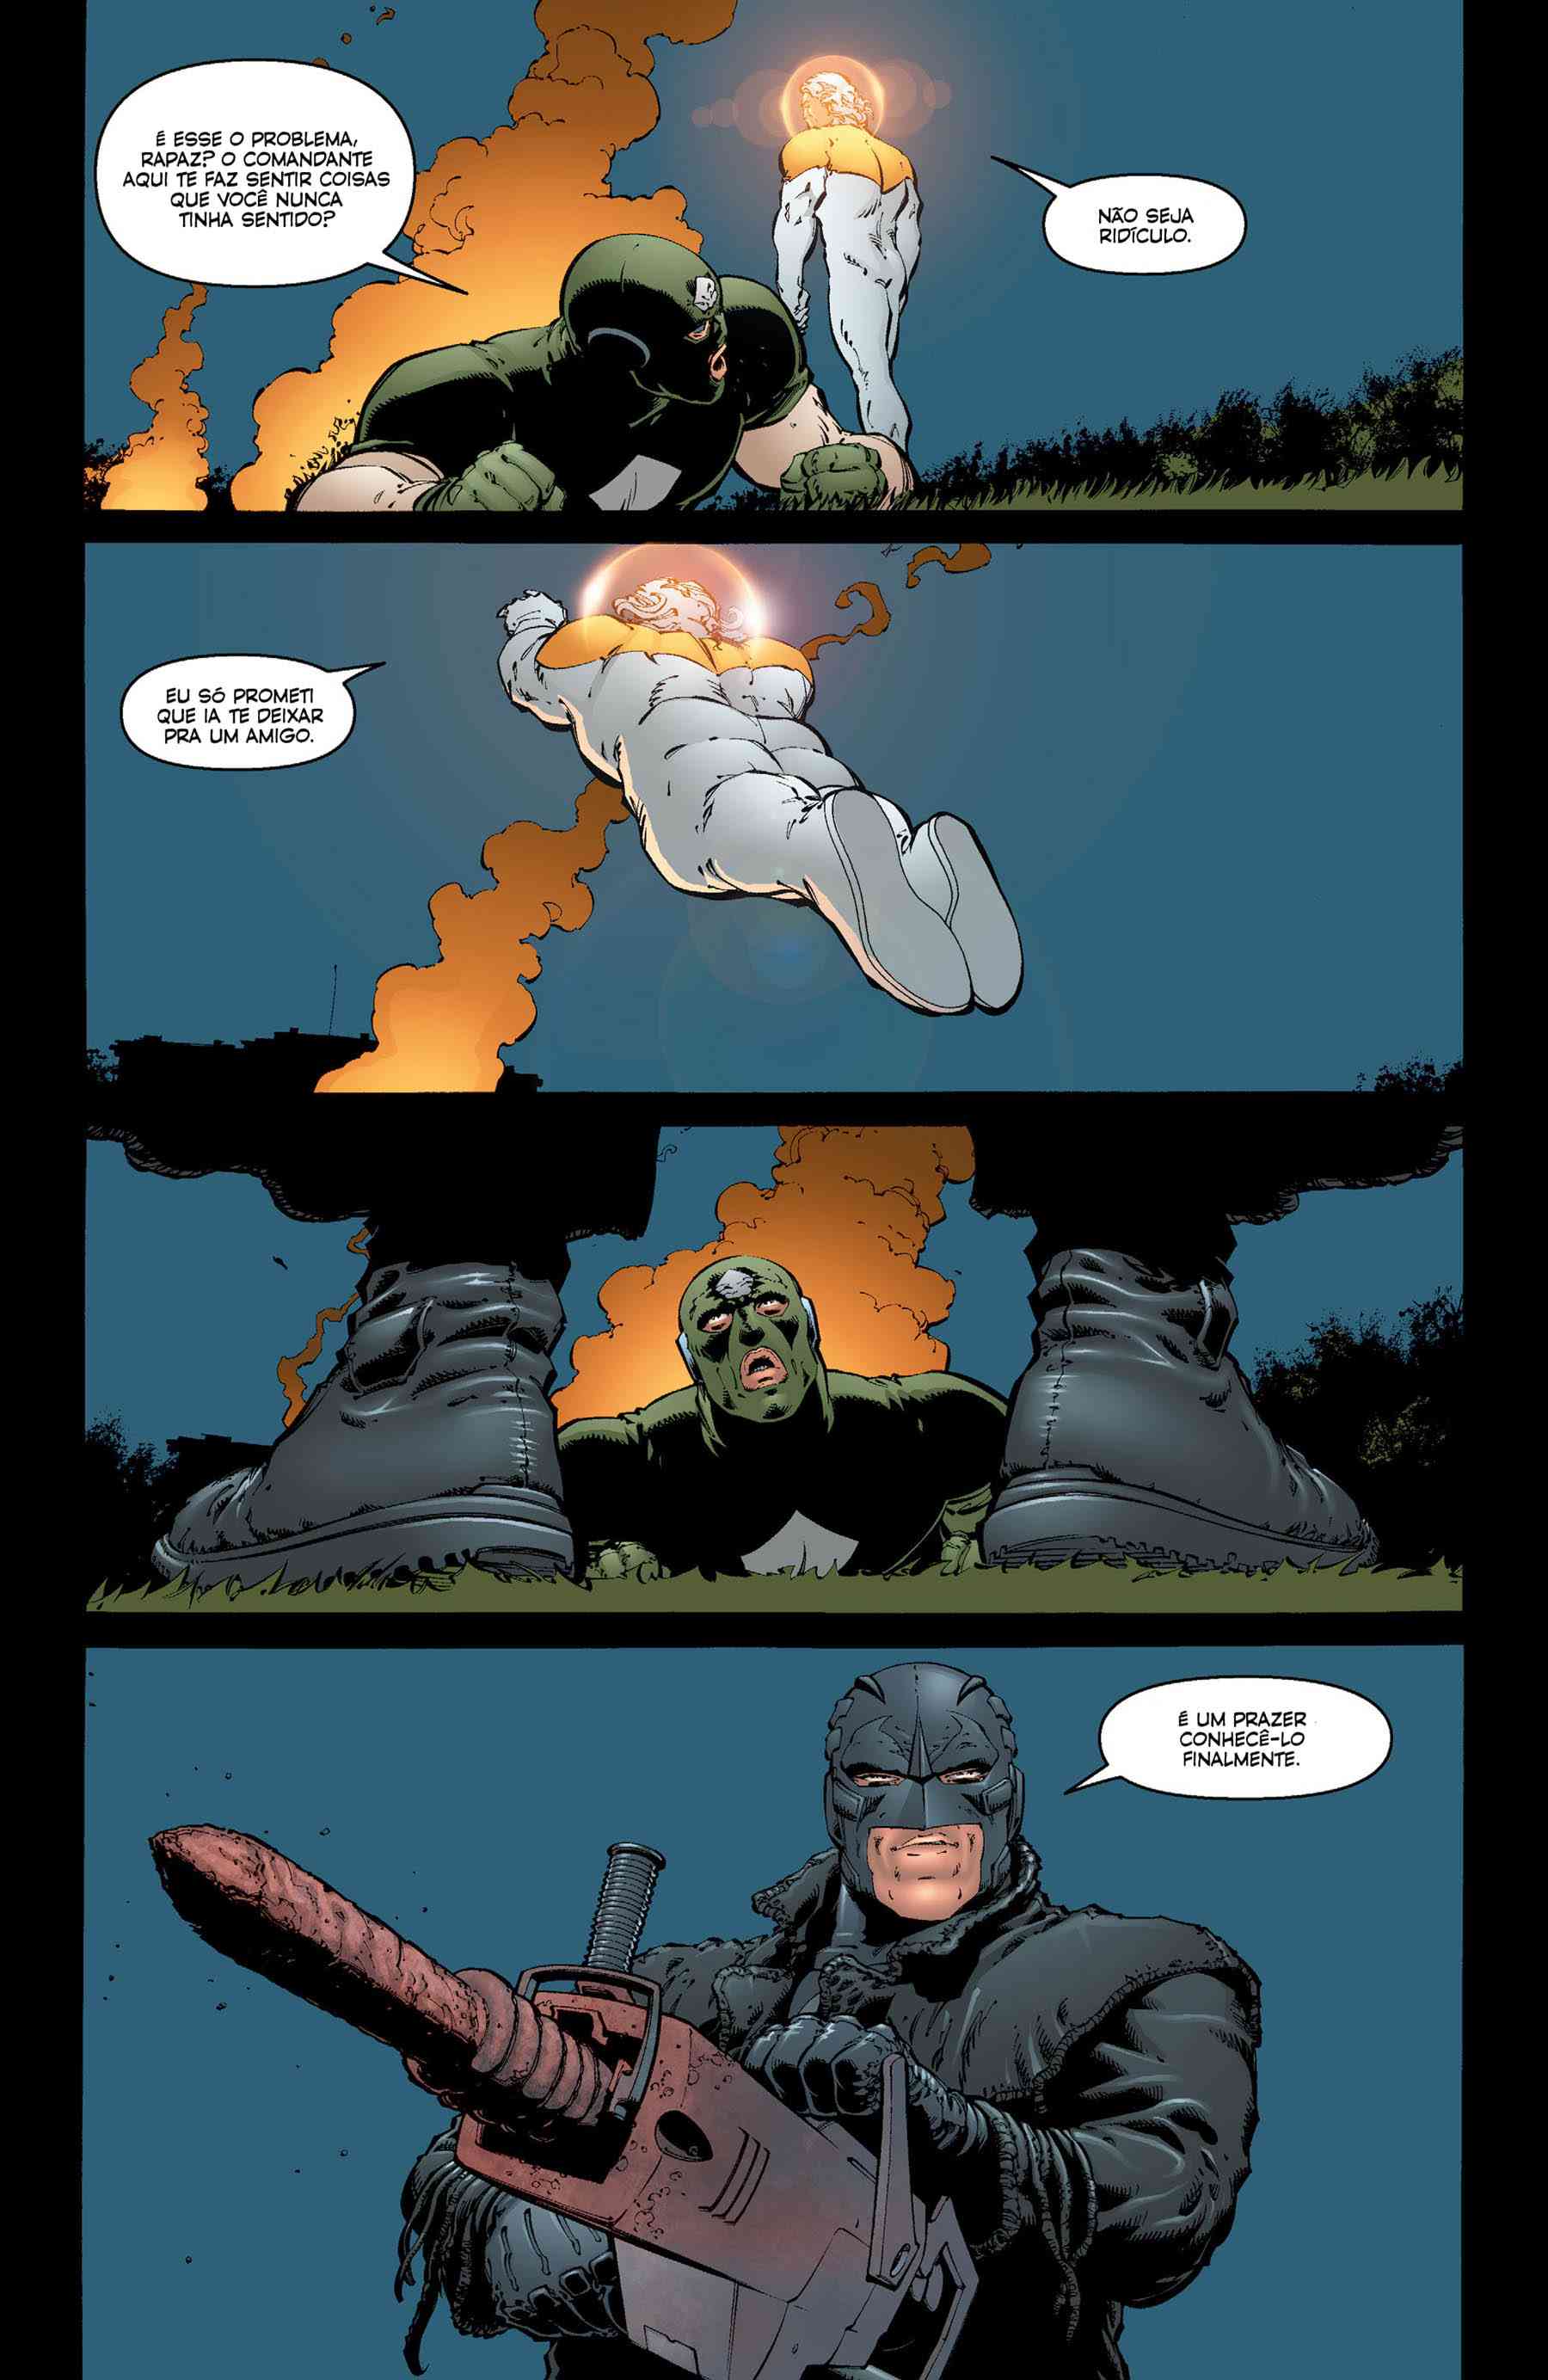 É ESSE O PROBLEMA,
RAPAZ? O COMANDANTE
AQUI TE FAZ SENTIR COISAS
QUE VOCÊ NUNCA
TINHA SENTIDO?
NÃO SEJA
RIDÍCULO.
EU SÓ PROMETI
QUE IA TE DEIXAR
PRA UM AMIGO.
É UM PRAZER
CONHECÊ-LO
FINALMENTE.